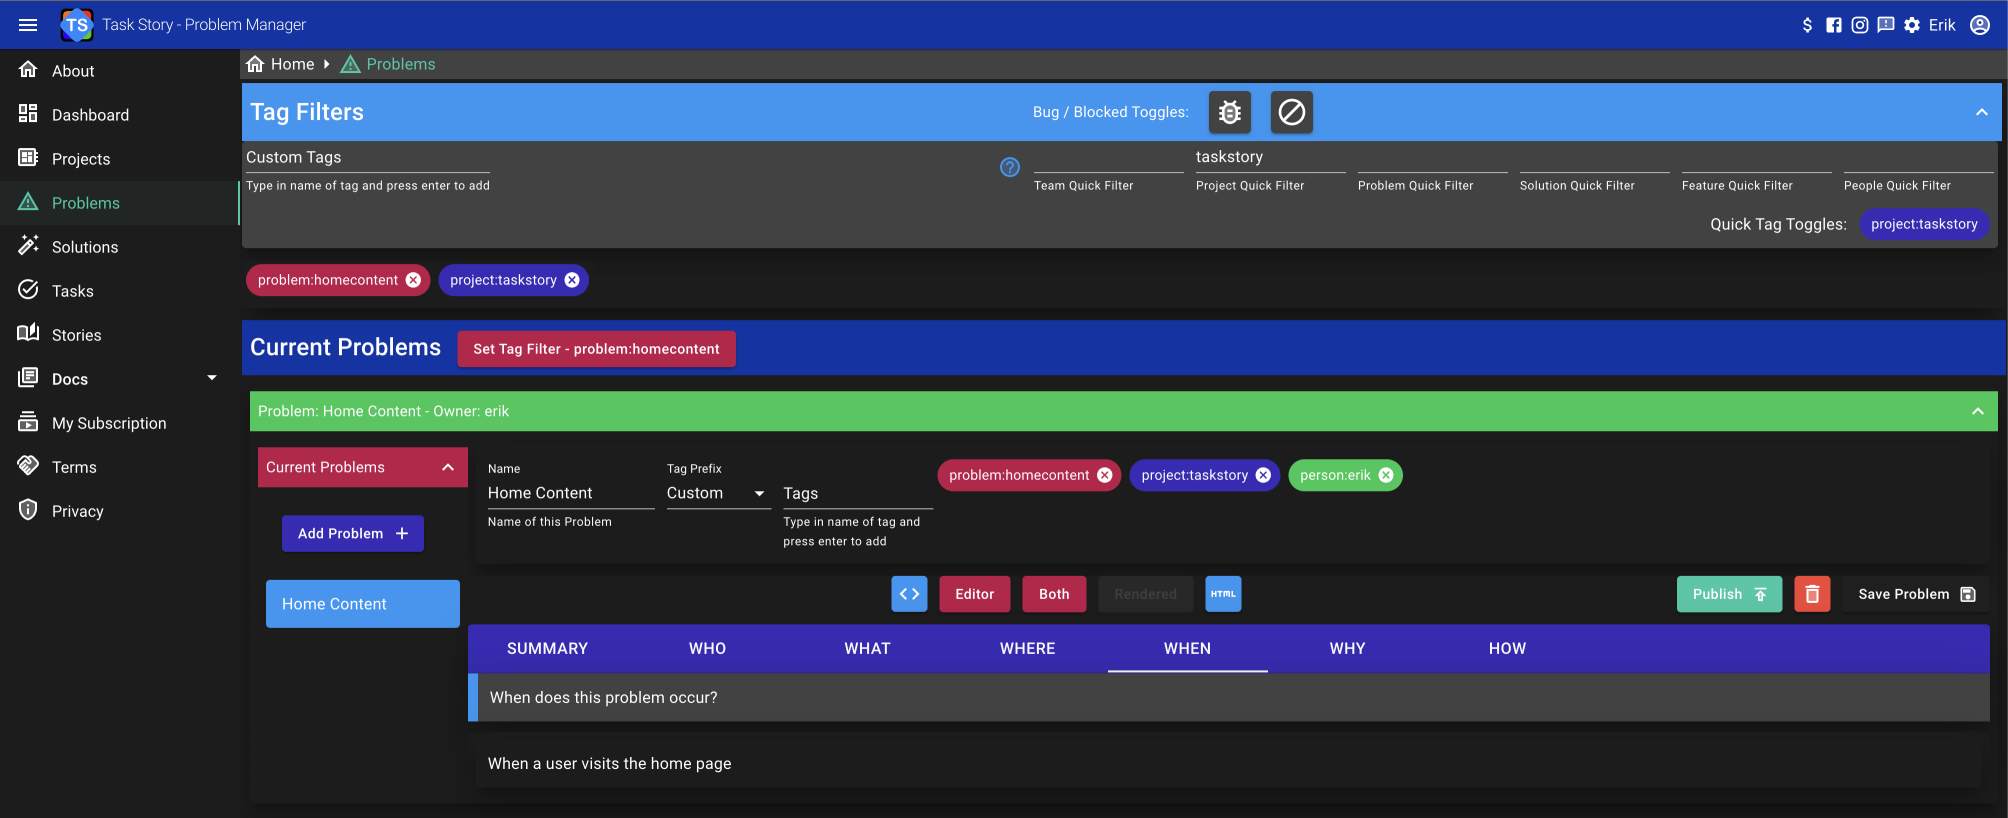 TS Task Story - Problem Manager
$ Erik
About
Dashboard
Projects
Problems
Solutions
Tasks
Stories
Docs
My Subscription
Terms
Privacy
Home Problems
Tag Filters
Bug / Blocked Toggles:
Custom Tags
Type in name of tag and press enter to add
?
Team Quick Filter
taskstory
Project Quick Filter
Problem Quick Filter
Solution Quick Filter
Feature Quick Filter
People Quick Filter
Quick Tag Toggles: project:taskstory
problem:homecontent project:taskstory
Current Problems Set Tag Filter - problem:homecontent
Problem: Home Content - Owner: erik
Current Problems
Add Problem +
Home Content
Name
Home Content
Name of this Problem
Tag Prefix
Custom
Tags
Type in name of tag and
press enter to add
problem:homecontent project:taskstory person:erik
<> Editor Both Rendered HTML Publish Save Problem
SUMMARY WHO WHAT WHERE WHEN WHY HOW
When does this problem occur?
When a user visits the home page